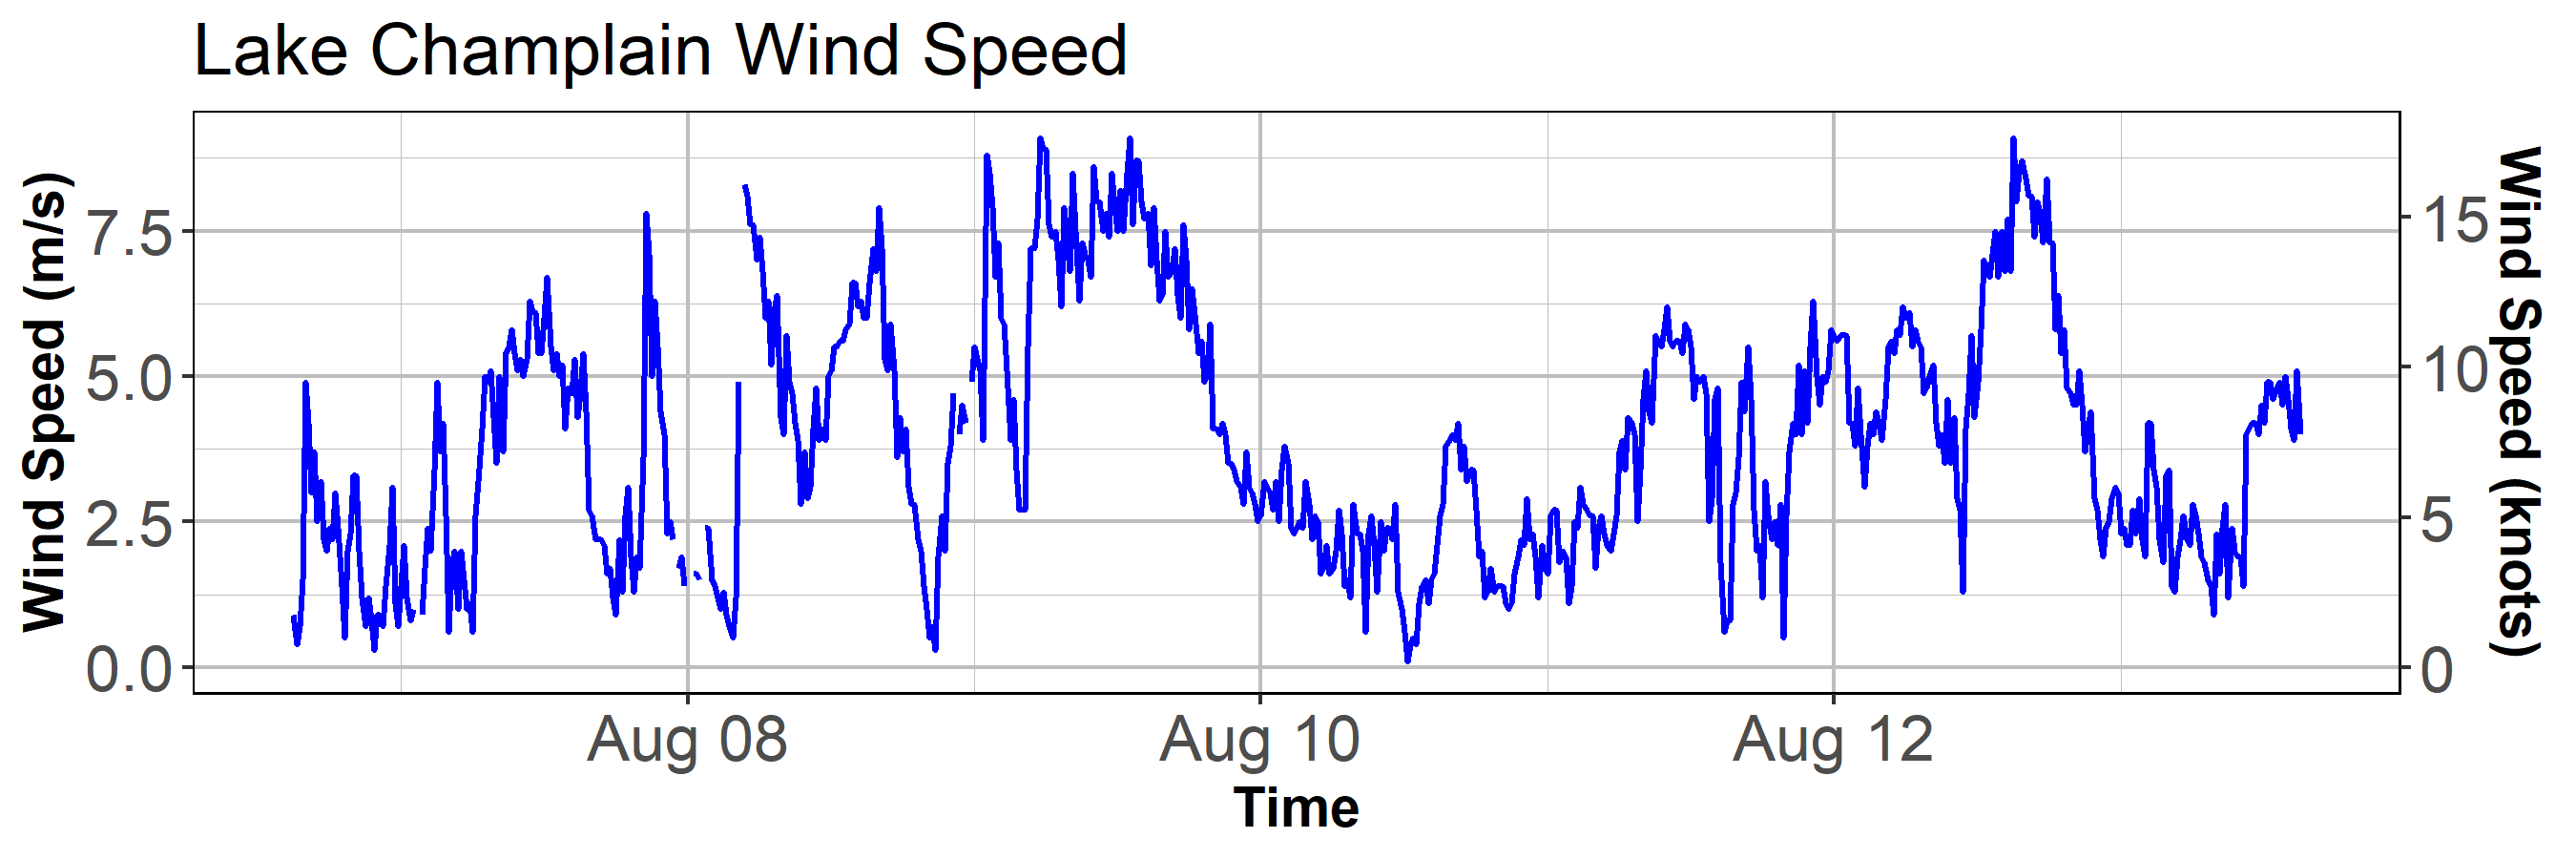 Lake Champlain Wind Speed
Wind Speed (m/s)
7.5
5.0
2.5
0.0
Wind Speed (knots)
15
10
5
0
Aug 08
Aug 10
Aug 12
Time